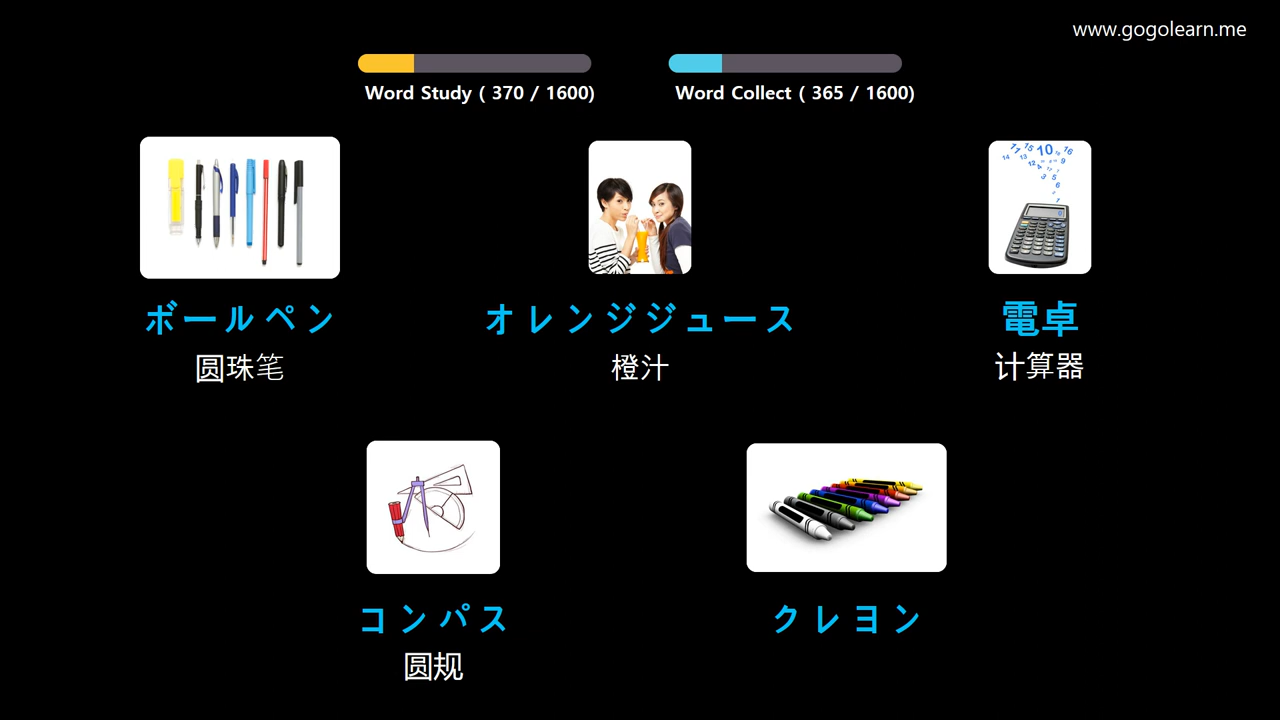 www.gogolearn.me
Word Study ( 370 / 1600)
Word Collect ( 365 / 1600)
ボールペン
圆珠笔
オレンジジュース
橙汁
電卓
计算器
コンパス
圆规
クレヨン